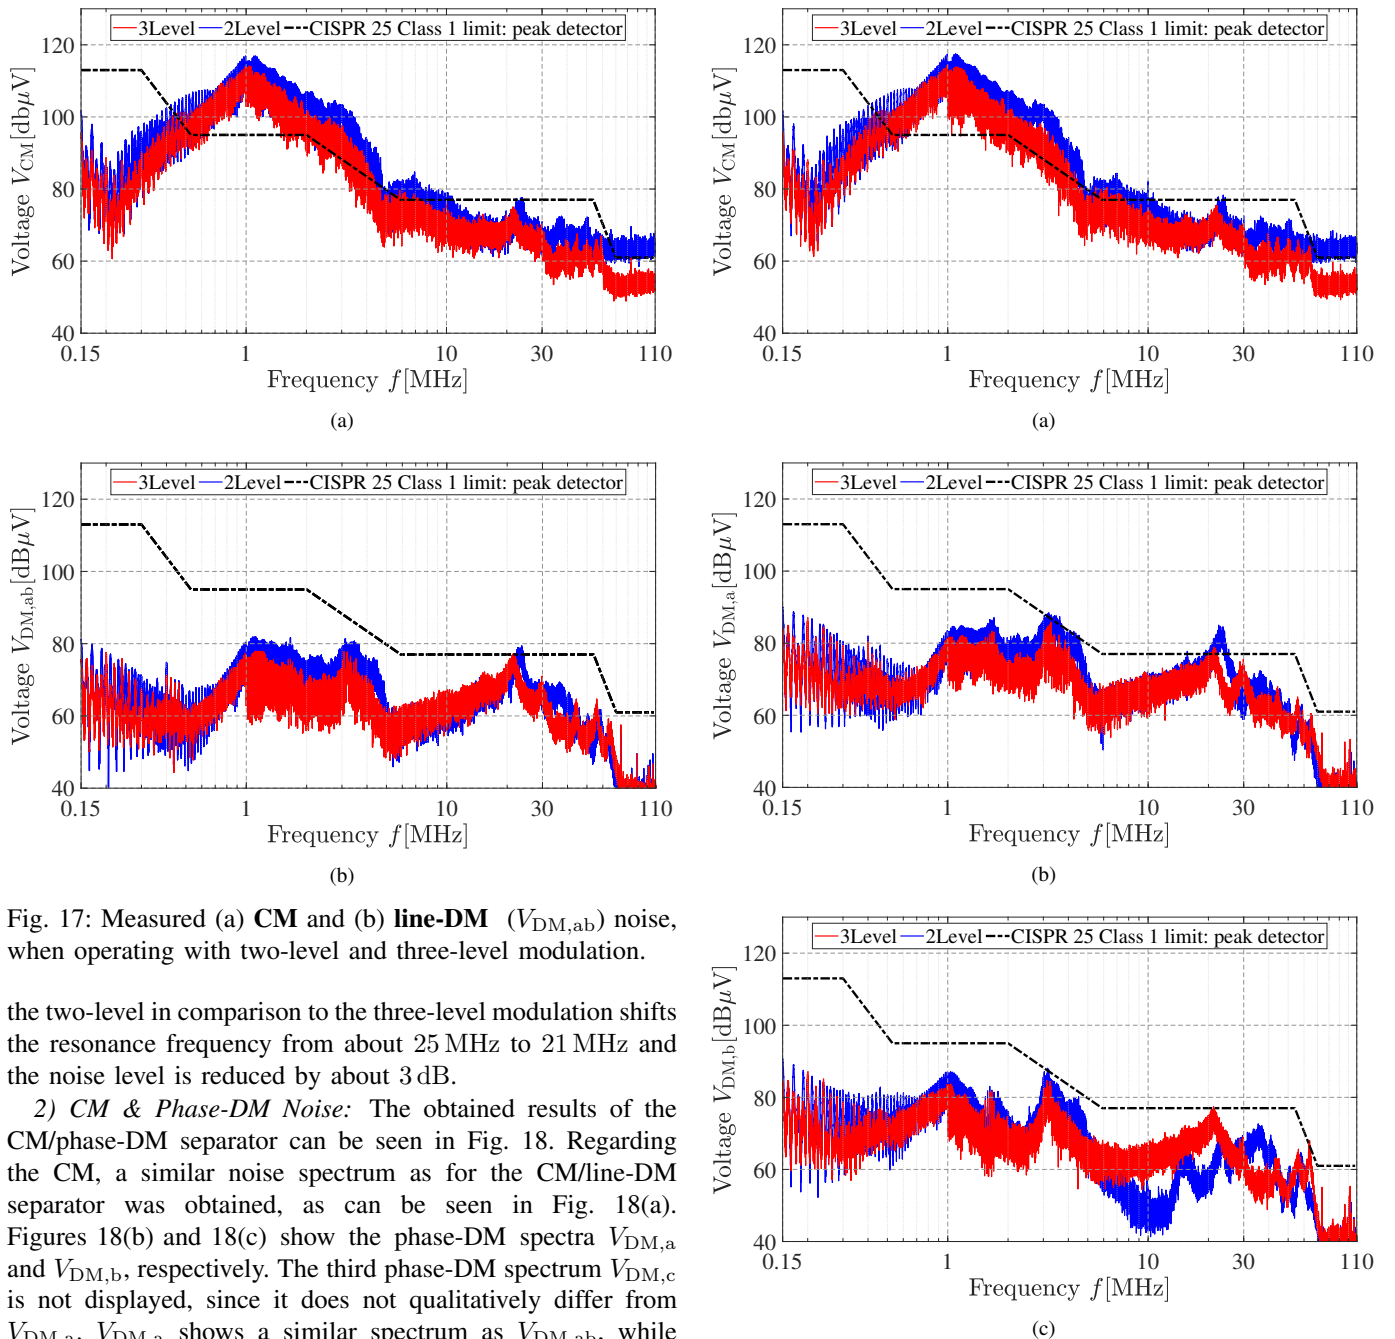 3Level 2Level CISPR 25 Class 1 limit: peak detector
120
100
80
60
40
Voltage V_CM[dbμV]
0.15 1 10 30 110
Frequency f[MHz]
(a)
3Level 2Level CISPR 25 Class 1 limit: peak detector
120
100
80
60
40
Voltage V_DM,ab[dBμV]
0.15 1 10 30 110
Frequency f[MHz]
(b)
Fig. 17: Measured (a) CM and (b) line-DM (V_DM,ab) noise,
when operating with two-level and three-level modulation.
the two-level in comparison to the three-level modulation shifts
the resonance frequency from about 25 MHz to 21 MHz and
the noise level is reduced by about 3 dB.
2) CM & Phase-DM Noise: The obtained results of the
CM/phase-DM separator can be seen in Fig. 18. Regarding
the CM, a similar noise spectrum as for the CM/line-DM
separator was obtained, as can be seen in Fig. 18(a).
Figures 18(b) and 18(c) show the phase-DM spectra V_DM,a
and V_DM,b, respectively. The third phase-DM spectrum V_DM,c
is not displayed, since it does not qualitatively differ from
V_DM,a. V_DM,a shows a similar spectrum as V_DM,ab, while
3Level 2Level CISPR 25 Class 1 limit: peak detector
120
100
80
60
40
Voltage V_CM[dbμV]
0.15 1 10 30 110
Frequency f[MHz]
(a)
3Level 2Level CISPR 25 Class 1 limit: peak detector
120
100
80
60
40
Voltage V_DM,a[dBμV]
0.15 1 10 30 110
Frequency f[MHz]
(b)
3Level 2Level CISPR 25 Class 1 limit: peak detector
120
100
80
60
40
Voltage V_DM,b[dBμV]
0.15 1 10 30 110
Frequency f[MHz]
(c)